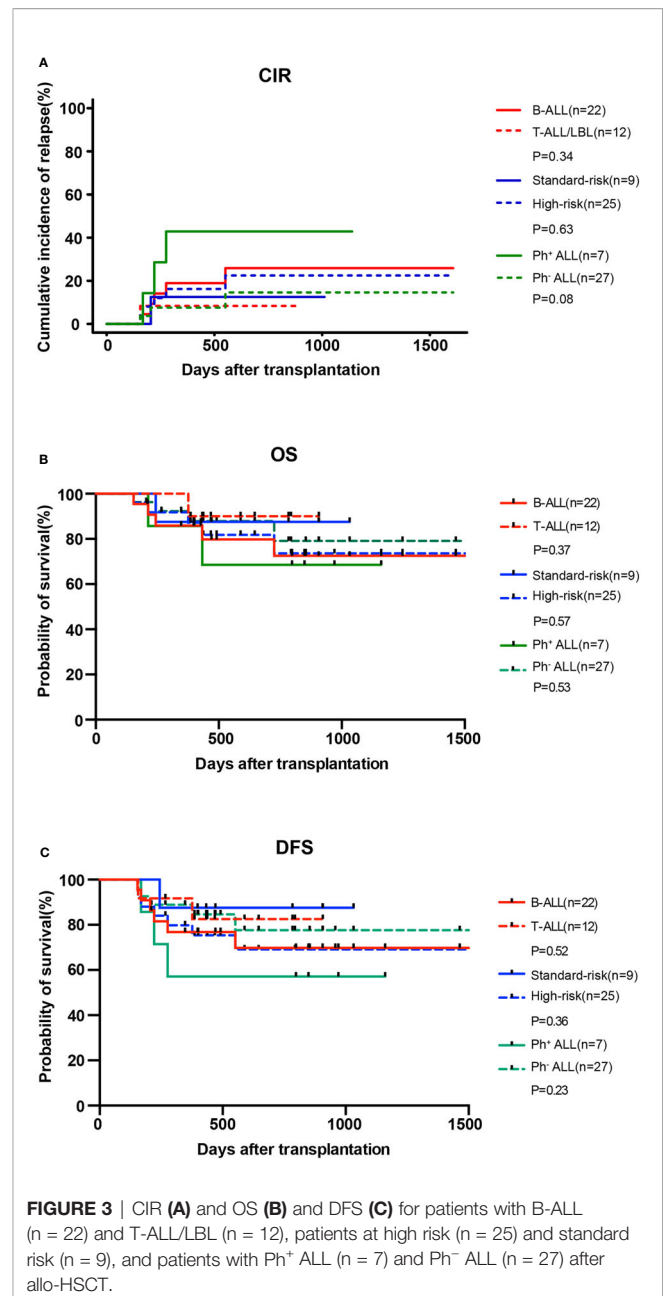 A
CIR
Cumulative incidence of relapse(%)
100
80
60
40
20
0
0 500 1000 1500
Days after transplantation
B-ALL(n=22)
T-ALL/LBL(n=12)
P=0.34
Standard-risk(n=9)
High-risk(n=25)
P=0.63
Ph⁺ ALL(n=7)
Ph⁻ ALL(n=27)
P=0.08
B
OS
Probability of survival(%)
100
80
60
40
20
0
0 500 1000 1500
Days after transplantation
B-ALL(n=22)
T-ALL(n=12)
P=0.37
Standard-risk(n=9)
High-risk(n=25)
P=0.57
Ph⁺ ALL(n=7)
Ph⁻ ALL(n=27)
P=0.53
C
DFS
Probability of survival(%)
100
80
60
40
20
0
0 500 1000 1500
Days after transplantation
B-ALL(n=22)
T-ALL(n=12)
P=0.52
Standard-risk(n=9)
High-risk(n=25)
P=0.36
Ph⁺ ALL(n=7)
Ph⁻ ALL(n=27)
P=0.23
FIGURE 3 | CIR (A) and OS (B) and DFS (C) for patients with B-ALL
(n = 22) and T-ALL/LBL (n = 12), patients at high risk (n = 25) and standard
risk (n = 9), and patients with Ph⁺ ALL (n = 7) and Ph⁻ ALL (n = 27) after
allo-HSCT.